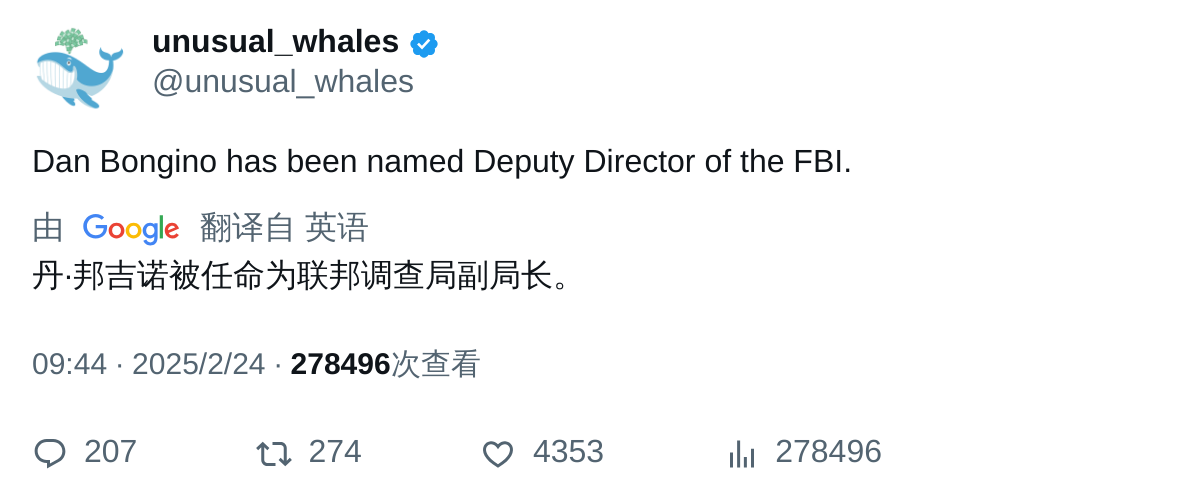 unusual_whales
@unusual_whales
Dan Bongino has been named Deputy Director of the FBI.
由 Google 翻译自 英语
丹·邦吉诺被任命为联邦调查局副局长。
09:44 · 2025/2/24 · 278496次查看
207 274 4353 278496